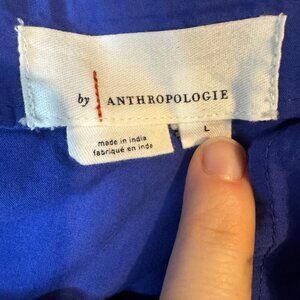 by ANTHROPOLOGIE
made in india
fabriqué en inde
L